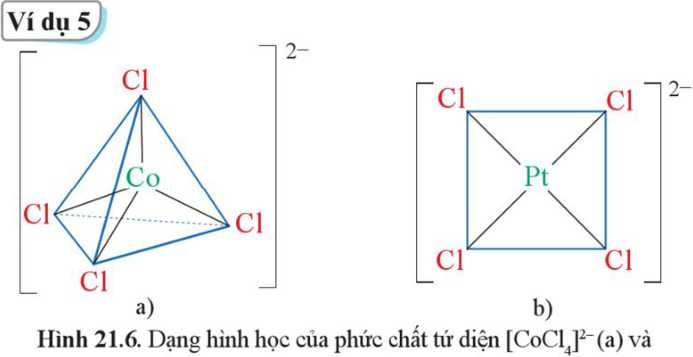 Ví dụ 5
2–
Cl
Co
Cl
Cl
Cl
a)
2–
Cl
Cl
Pt
Cl
Cl
b)
Hình 21.6. Dạng hình học của phức chất tứ diện [CoCl₄]²⁻ (a) và